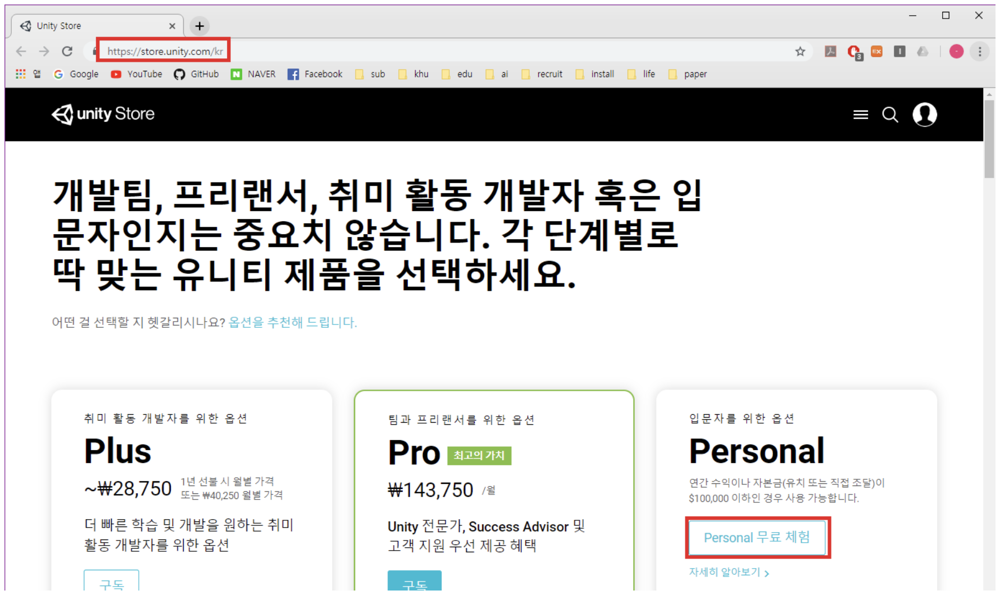 Unity Store
https://store.unity.com/kr
3
앱 Google YouTube GitHub NAVER Facebook sub khu edu ai recruit install life paper
unity Store
개발팀, 프리랜서, 취미 활동 개발자 혹은 입
문자인지는 중요치 않습니다. 각 단계별로
딱 맞는 유니티 제품을 선택하세요.
어떤 걸 선택할 지 헷갈리시나요? 옵션을 추천해 드립니다.
취미 활동 개발자를 위한 옵션
Plus
~₩28,750 1년 선불 시 월별 가격
또는 ₩40,250 월별 가격
더 빠른 학습 및 개발을 원하는 취미
활동 개발자를 위한 옵션
구독
팀과 프리랜서를 위한 옵션
Pro 최고의 가치
₩143,750 /월
Unity 전문가, Success Advisor 및
고객 지원 우선 제공 혜택
구독
입문자를 위한 옵션
Personal
연간 수익이나 자본금(유치 또는 직접 조달)이
$100,000 이하인 경우 사용 가능합니다.
Personal 무료 체험
자세히 알아보기 >